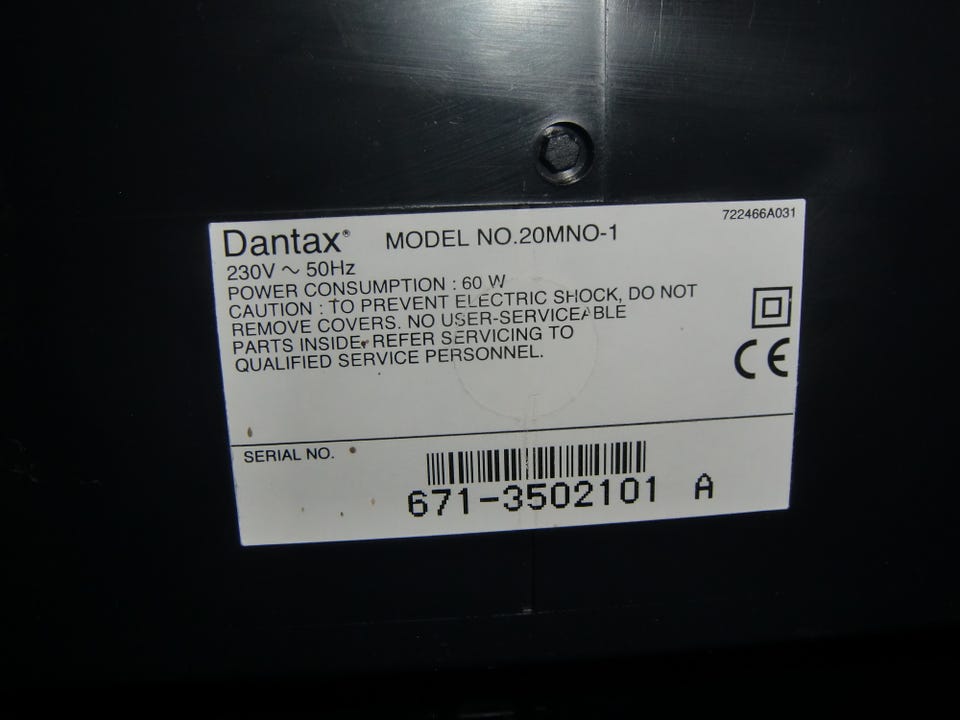 722466A031
Dantax® MODEL NO.20MNO-1
230V ~ 50Hz
POWER CONSUMPTION : 60 W
CAUTION : TO PREVENT ELECTRIC SHOCK, DO NOT
REMOVE COVERS. NO USER-SERVICEABLE
PARTS INSIDE. REFER SERVICING TO
QUALIFIED SERVICE PERSONNEL.
CE
SERIAL NO.
671-3502101 A